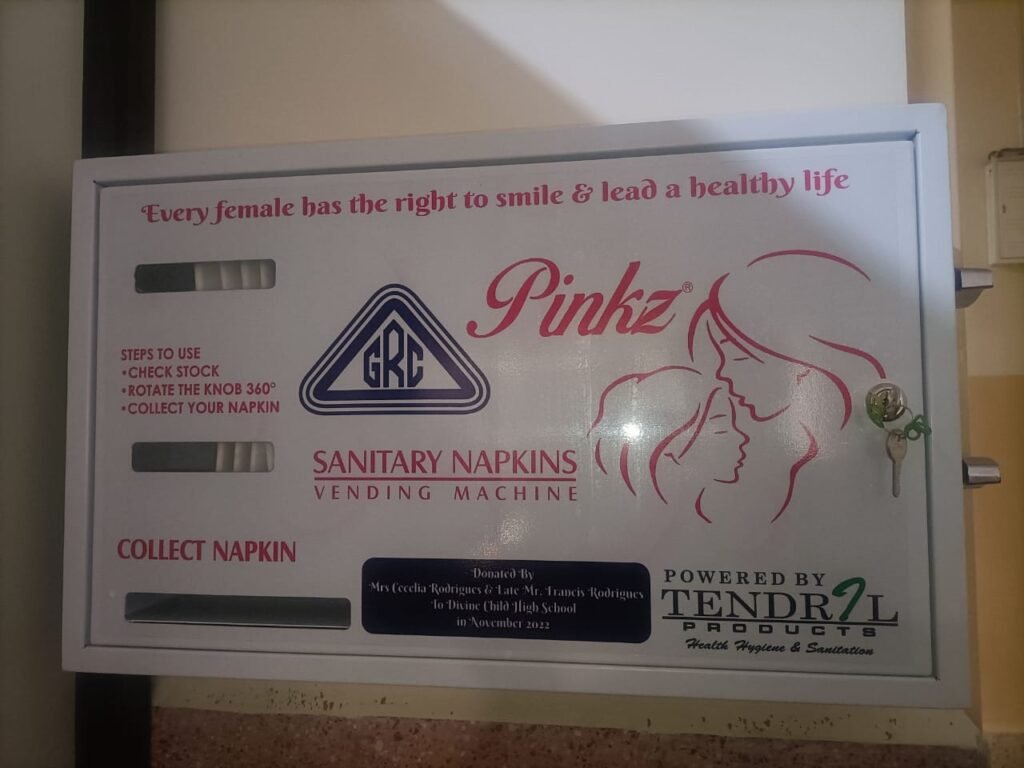 Every female has the right to smile & lead a healthy life
Pinkz®
GRC
STEPS TO USE
•CHECK STOCK
•ROTATE THE KNOB 360°
•COLLECT YOUR NAPKIN
SANITARY NAPKINS
VENDING MACHINE
COLLECT NAPKIN
Donated By
Mrs Cecelia Rodrigues & Late Mr. Francis Rodrigues
To Divine Child High School
in November 2022
POWERED BY
TENDRIL
PRODUCTS
Health Hygiene & Sanitation